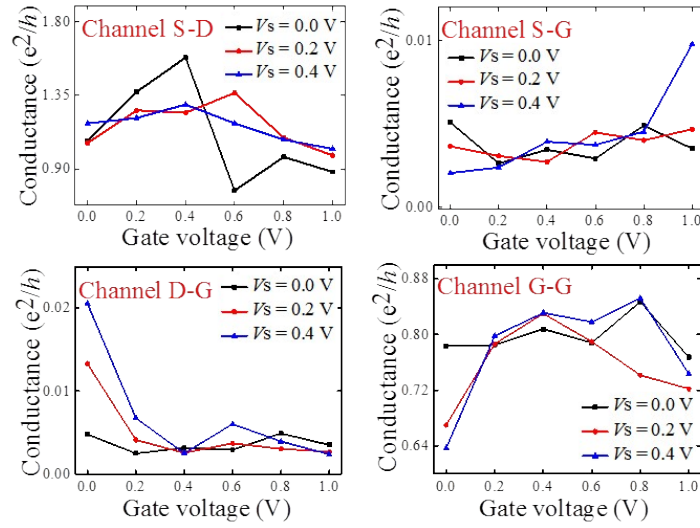 Channel S-D
Vs = 0.0 V
Vs = 0.2 V
Vs = 0.4 V
Conductance (e²/h)
1.80
1.35
0.90
0.0 0.2 0.4 0.6 0.8 1.0
Gate voltage (V)
Channel S-G
Vs = 0.0 V
Vs = 0.2 V
Vs = 0.4 V
Conductance (e²/h)
0.01
0.00
0.0 0.2 0.4 0.6 0.8 1.0
Gate voltage (V)
Channel D-G
Vs = 0.0 V
Vs = 0.2 V
Vs = 0.4 V
Conductance (e²/h)
0.02
0.01
0.00
0.0 0.2 0.4 0.6 0.8 1.0
Gate voltage (V)
Channel G-G
Vs = 0.0 V
Vs = 0.2 V
Vs = 0.4 V
Conductance (e²/h)
0.88
0.80
0.72
0.64
0.0 0.2 0.4 0.6 0.8 1.0
Gate voltage (V)